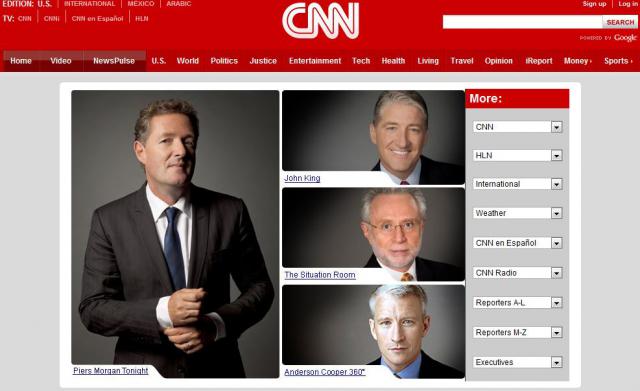 EDITION: U.S. INTERNATIONAL MÉXICO ARABIC
Sign up Log in
TV: CNN CNNi CNN en Español HLN
CNN
SEARCH
POWERED BY Google
Home Video NewsPulse U.S. World Politics Justice Entertainment Tech Health Living Travel Opinion iReport Money Sports
Piers Morgan Tonight
John King
The Situation Room
Anderson Cooper 360°
More:
CNN
HLN
International
Weather
CNN en Español
CNN Radio
Reporters A-L
Reporters M-Z
Executives